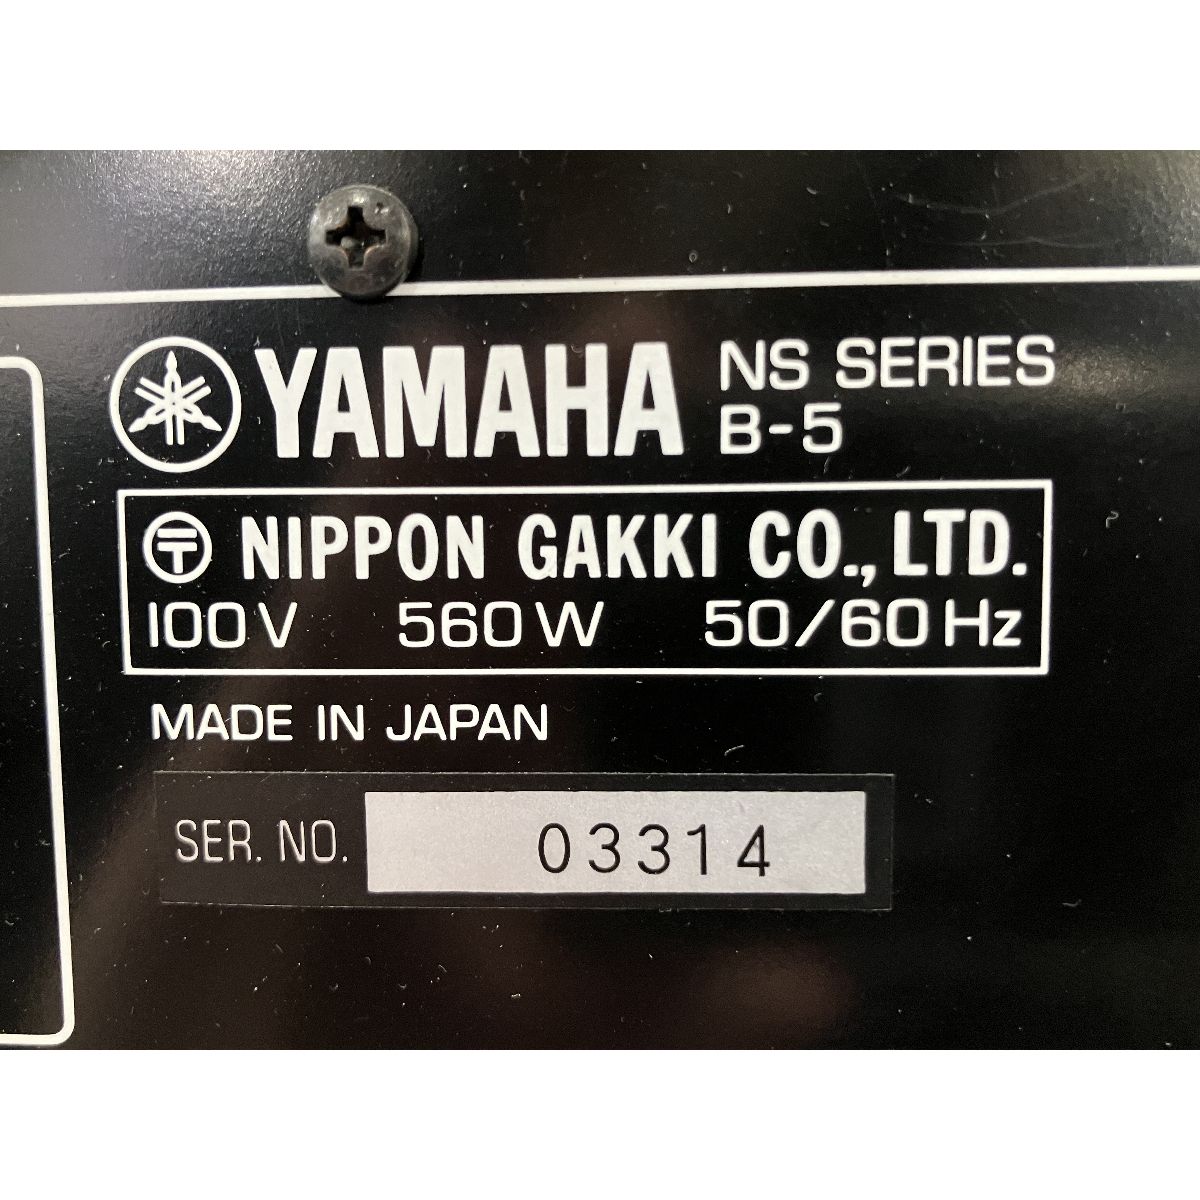 YAMAHA NS SERIES
B-5
〒 NIPPON GAKKI CO., LTD.
100V 560W 50/60Hz
MADE IN JAPAN
SER. NO. 03314